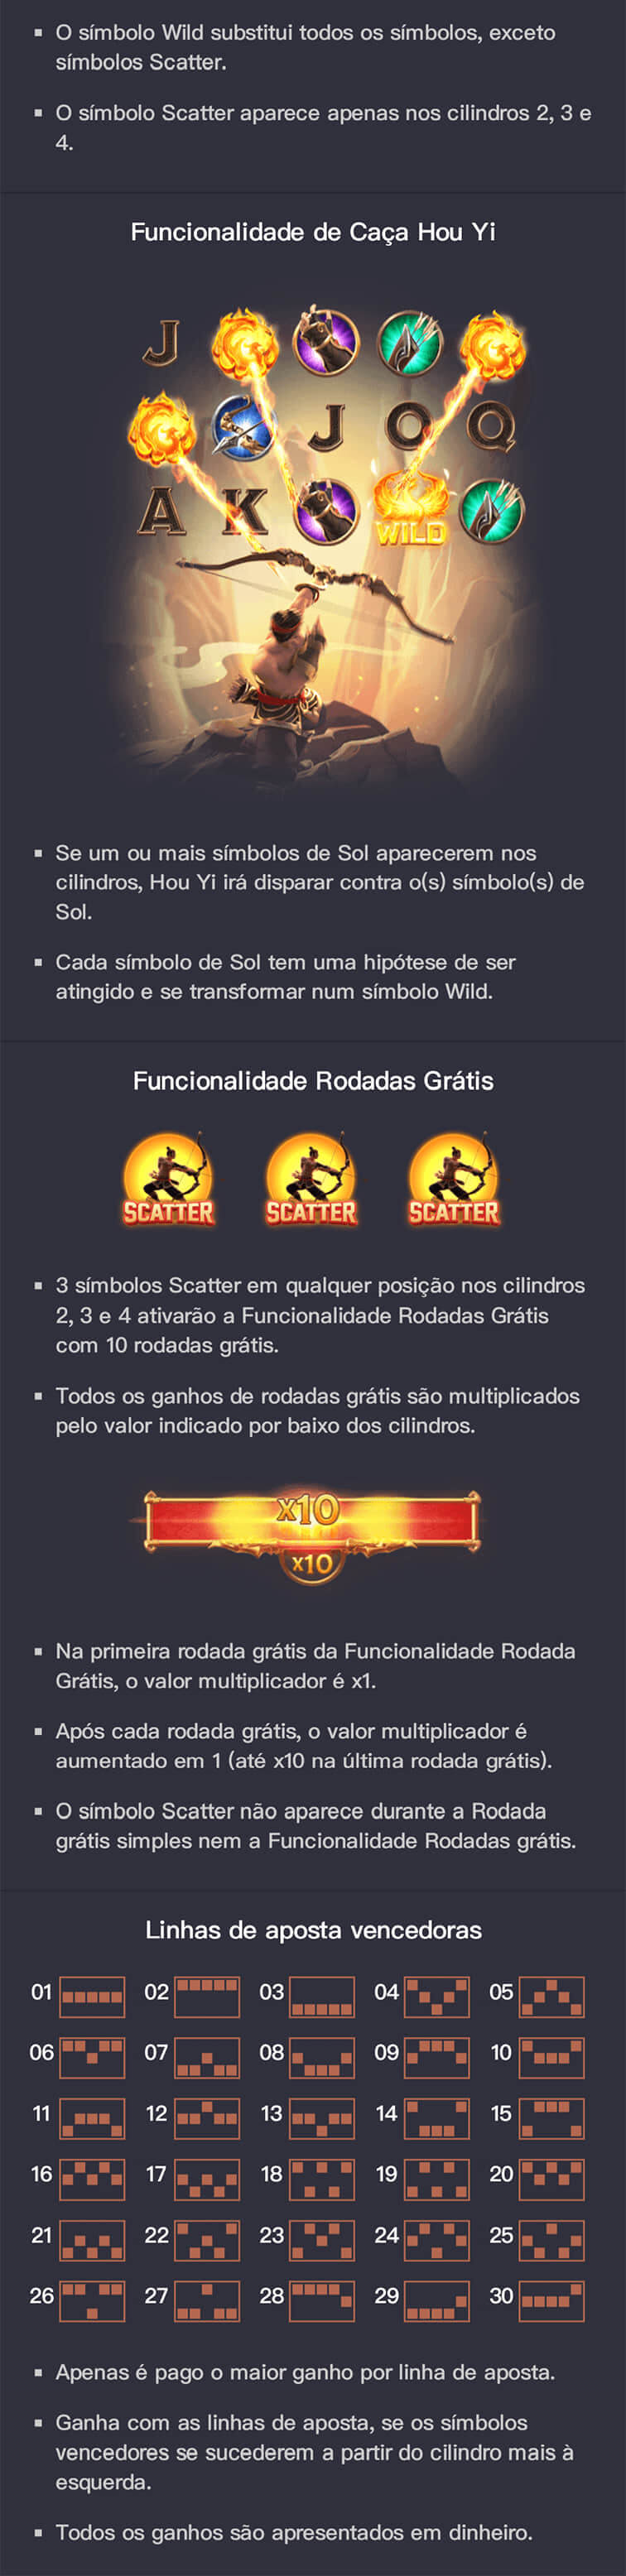 ▪ O símbolo Wild substitui todos os símbolos, exceto
símbolos Scatter.
▪ O símbolo Scatter aparece apenas nos cilindros 2, 3 e
4.
Funcionalidade de Caça Hou Yi
J
J Q Q
A K WILD
▪ Se um ou mais símbolos de Sol aparecerem nos
cilindros, Hou Yi irá disparar contra o(s) símbolo(s) de
Sol.
▪ Cada símbolo de Sol tem uma hipótese de ser
atingido e se transformar num símbolo Wild.
Funcionalidade Rodadas Grátis
SCATTER SCATTER SCATTER
▪ 3 símbolos Scatter em qualquer posição nos cilindros
2, 3 e 4 ativarão a Funcionalidade Rodadas Grátis
com 10 rodadas grátis.
▪ Todos os ganhos de rodadas grátis são multiplicados
pelo valor indicado por baixo dos cilindros.
x10
x10
▪ Na primeira rodada grátis da Funcionalidade Rodada
Grátis, o valor multiplicador é x1.
▪ Após cada rodada grátis, o valor multiplicador é
aumentado em 1 (até x10 na última rodada grátis).
▪ O símbolo Scatter não aparece durante a Rodada
grátis simples nem a Funcionalidade Rodadas grátis.
Linhas de aposta vencedoras
01 02 03 04 05
06 07 08 09 10
11 12 13 14 15
16 17 18 19 20
21 22 23 24 25
26 27 28 29 30
▪ Apenas é pago o maior ganho por linha de aposta.
▪ Ganha com as linhas de aposta, se os símbolos
vencedores se sucederem a partir do cilindro mais à
esquerda.
▪ Todos os ganhos são apresentados em dinheiro.